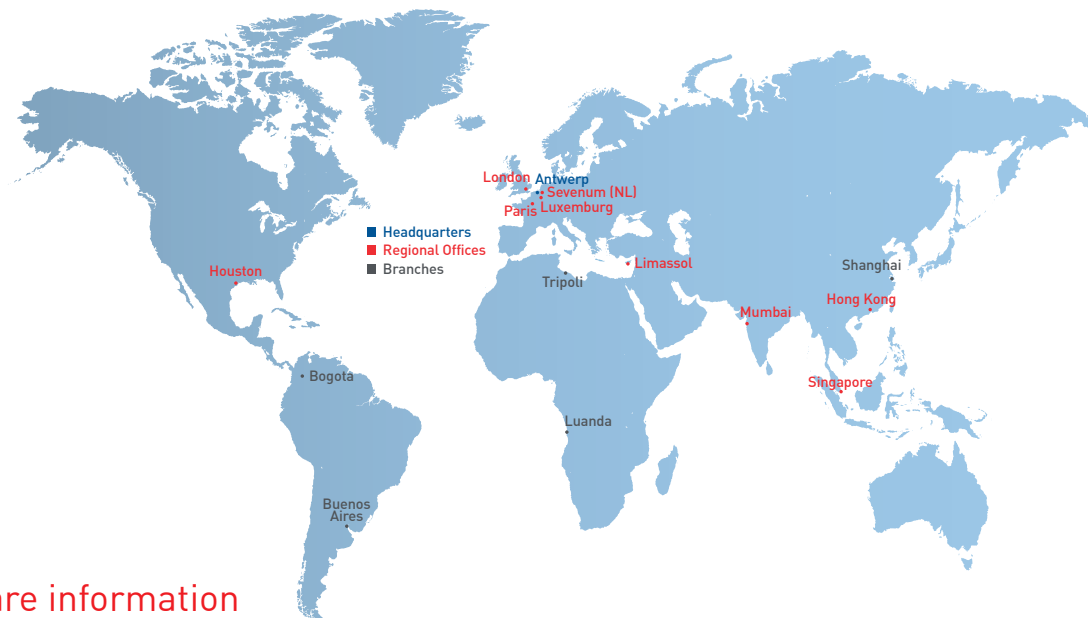 London
Antwerp
Sevenum (NL)
Luxemburg
Paris
Headquarters
Regional Offices
Branches
Houston
Limassol
Tripoli
Shanghai
Hong Kong
Mumbai
Bogota
Singapore
Luanda
Buenos
Aires
information